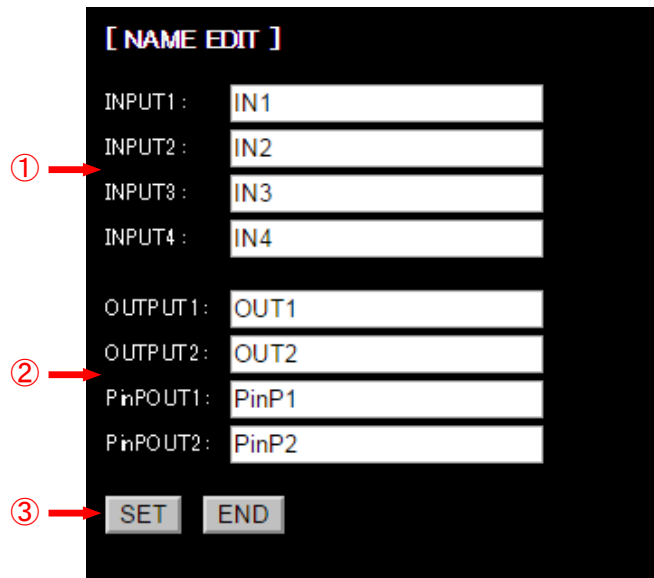 [ NAME EDIT ]
INPUT1: IN1
INPUT2: IN2
① INPUT3: IN3
INPUT4: IN4
OUTPUT1: OUT1
OUTPUT2: OUT2
② PinPOUT1: PinP1
PinPOUT2: PinP2
③ SET END